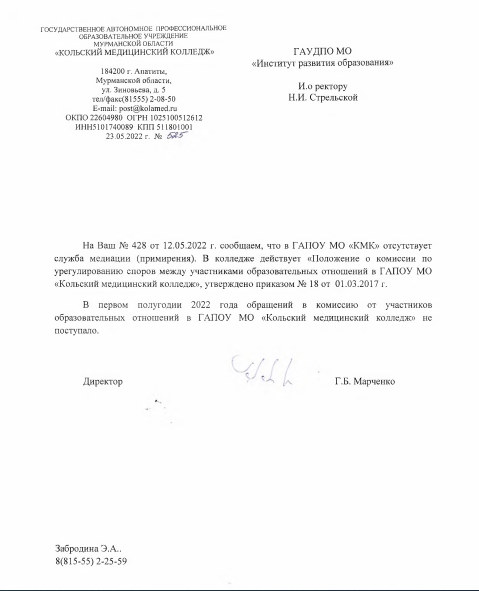 ГОСУДАРСТВЕННОЕ АВТОНОМНОЕ ПРОФЕССИОНАЛЬНОЕ
ОБРАЗОВАТЕЛЬНОЕ УЧРЕЖДЕНИЕ
МУРМАНСКОЙ ОБЛАСТИ
«КОЛЬСКИЙ МЕДИЦИНСКИЙ КОЛЛЕДЖ»
184200 г. Апатиты,
Мурманской области,
ул. Зиновьева, д. 5
тел/факс(81555) 2-08-50
E-mail: post@kolamed.ru
ОКПО 22604980 ОГРН 1025100512612
ИНН5101740089 КПП 511801001
23.05.2022 г. № 525
ГАУДПО МО
«Институт развития образования»
И.о ректору
Н.И. Стрельской
На Ваш № 428 от 12.05.2022 г. сообщаем, что в ГАПОУ МО «КМК» отсутствует
служба медиации (примирения). В колледже действует «Положение о комиссии по
урегулированию споров между участниками образовательных отношений в ГАПОУ МО
«Кольский медицинский колледж», утверждено приказом № 18 от 01.03.2017 г.
В первом полугодии 2022 года обращений в комиссию от участников
образовательных отношений в ГАПОУ МО «Кольский медицинский колледж» не
поступало.
Директор
Г.Б. Марченко
Забродина Э.А..
8(815-55) 2-25-59